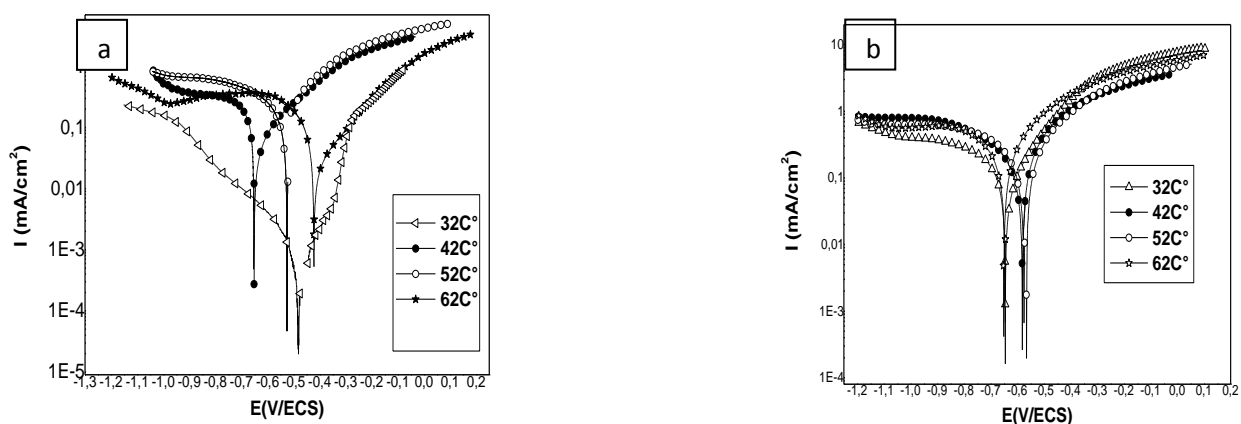 a
I (mA/cm²)
0,1
0,01
1E-3
1E-4
1E-5
32C°
42C°
52C°
62C°
-1,3 -1,2 -1,1 -1,0 -0,9 -0,8 -0,7 -0,6 -0,5 -0,4 -0,3 -0,2 -0,1 0,0 0,1 0,2
E(V/ECS)
b
I (mA/cm²)
10
1
0,1
0,01
1E-3
1E-4
32C°
42C°
52C°
62C°
-1,2 -1,1 -1,0 -0,9 -0,8 -0,7 -0,6 -0,5 -0,4 -0,3 -0,2 -0,1 0,0 0,1 0,2
E(V/ECS)